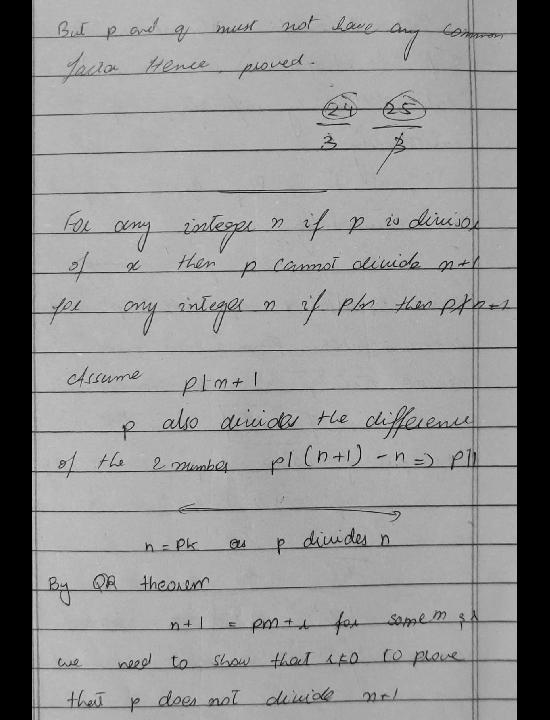 But p and q must not have any common
factor Hence, proved.
24 25
3 3
For any integer n if p is divisor
of x then p cannot divide n+1
for any integer n if p/n then p∤n+1
Assume p|n+1
p also divides the difference
of the 2 number p|(n+1) - n => p|1
n = pk as p divides n
By QR theorem
n+1 = pm+r for some m, r
we need to show that r≠0 to prove
that p does not divide n+1